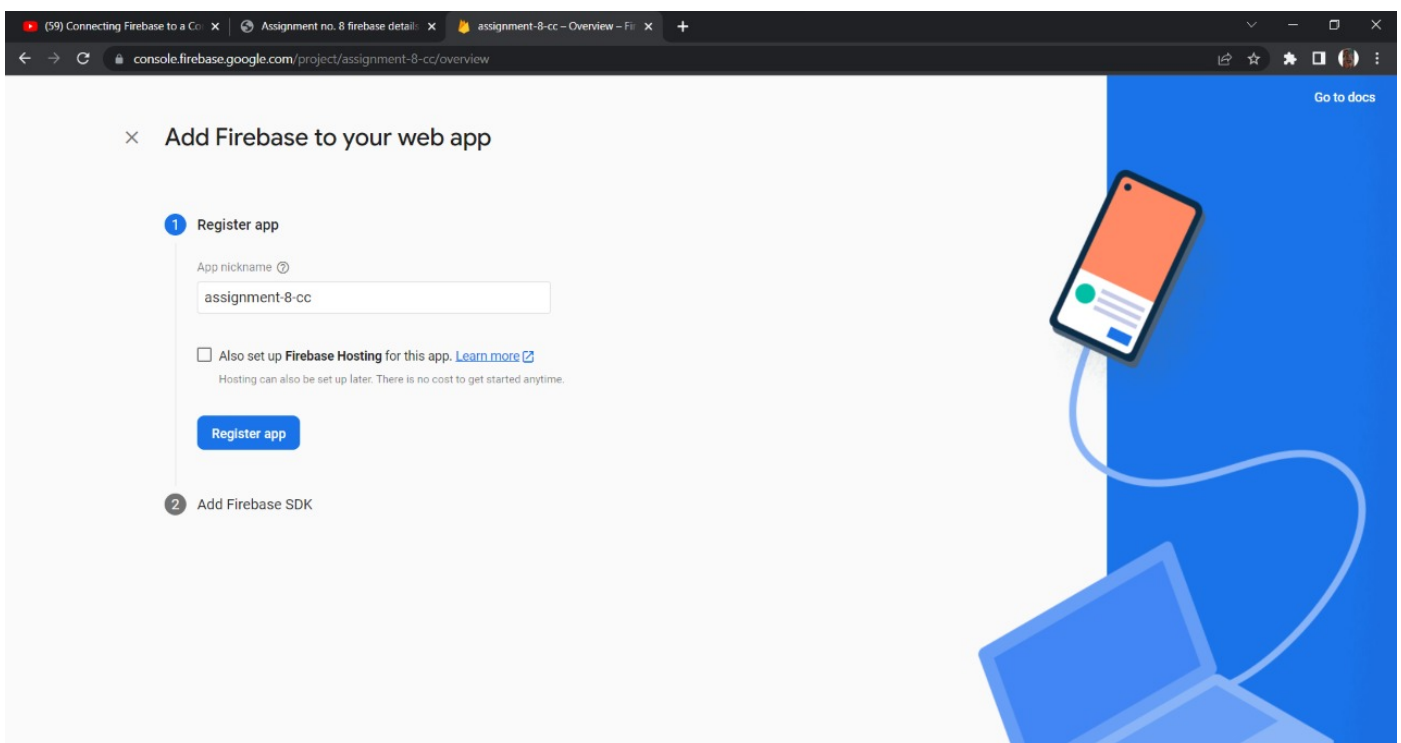 (59) Connecting Firebase to a Co
Assignment no. 8 firebase details
assignment-8-cc – Overview – Fir
console.firebase.google.com/project/assignment-8-cc/overview
Go to docs
Add Firebase to your web app
1 Register app
App nickname
assignment-8-cc
Also set up Firebase Hosting for this app. Learn more
Hosting can also be set up later. There is no cost to get started anytime.
Register app
2 Add Firebase SDK